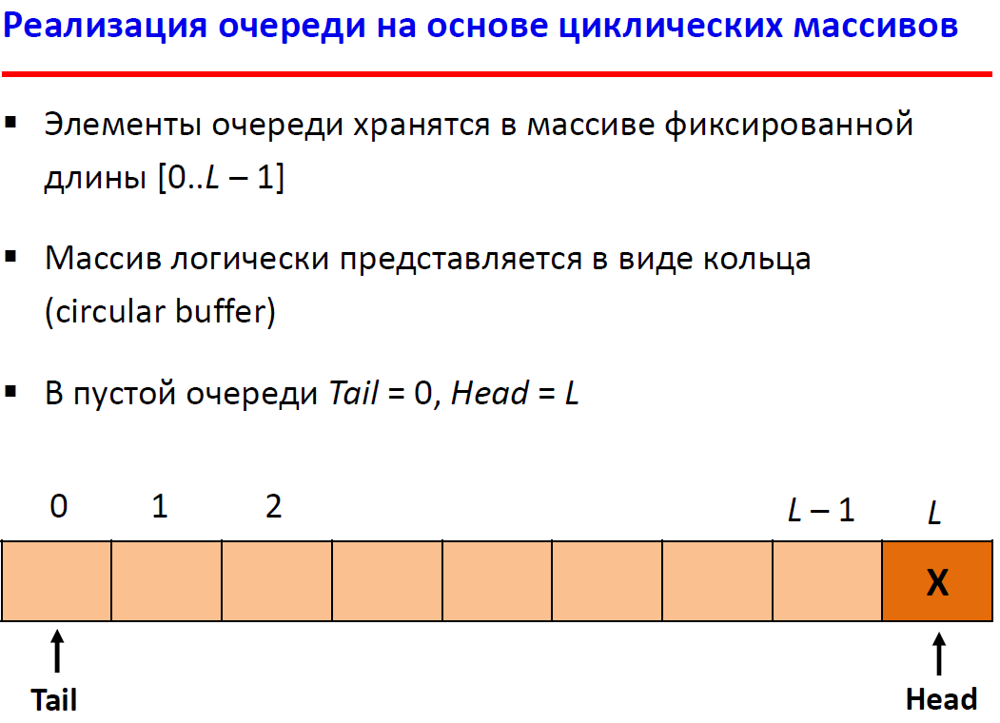 Реализация очереди на основе циклических массивов
▪ Элементы очереди хранятся в массиве фиксированной
длины [0..L – 1]
▪ Массив логически представляется в виде кольца
(circular buffer)
▪ В пустой очереди Tail = 0, Head = L
0 1 2 L – 1 L
X
Tail Head